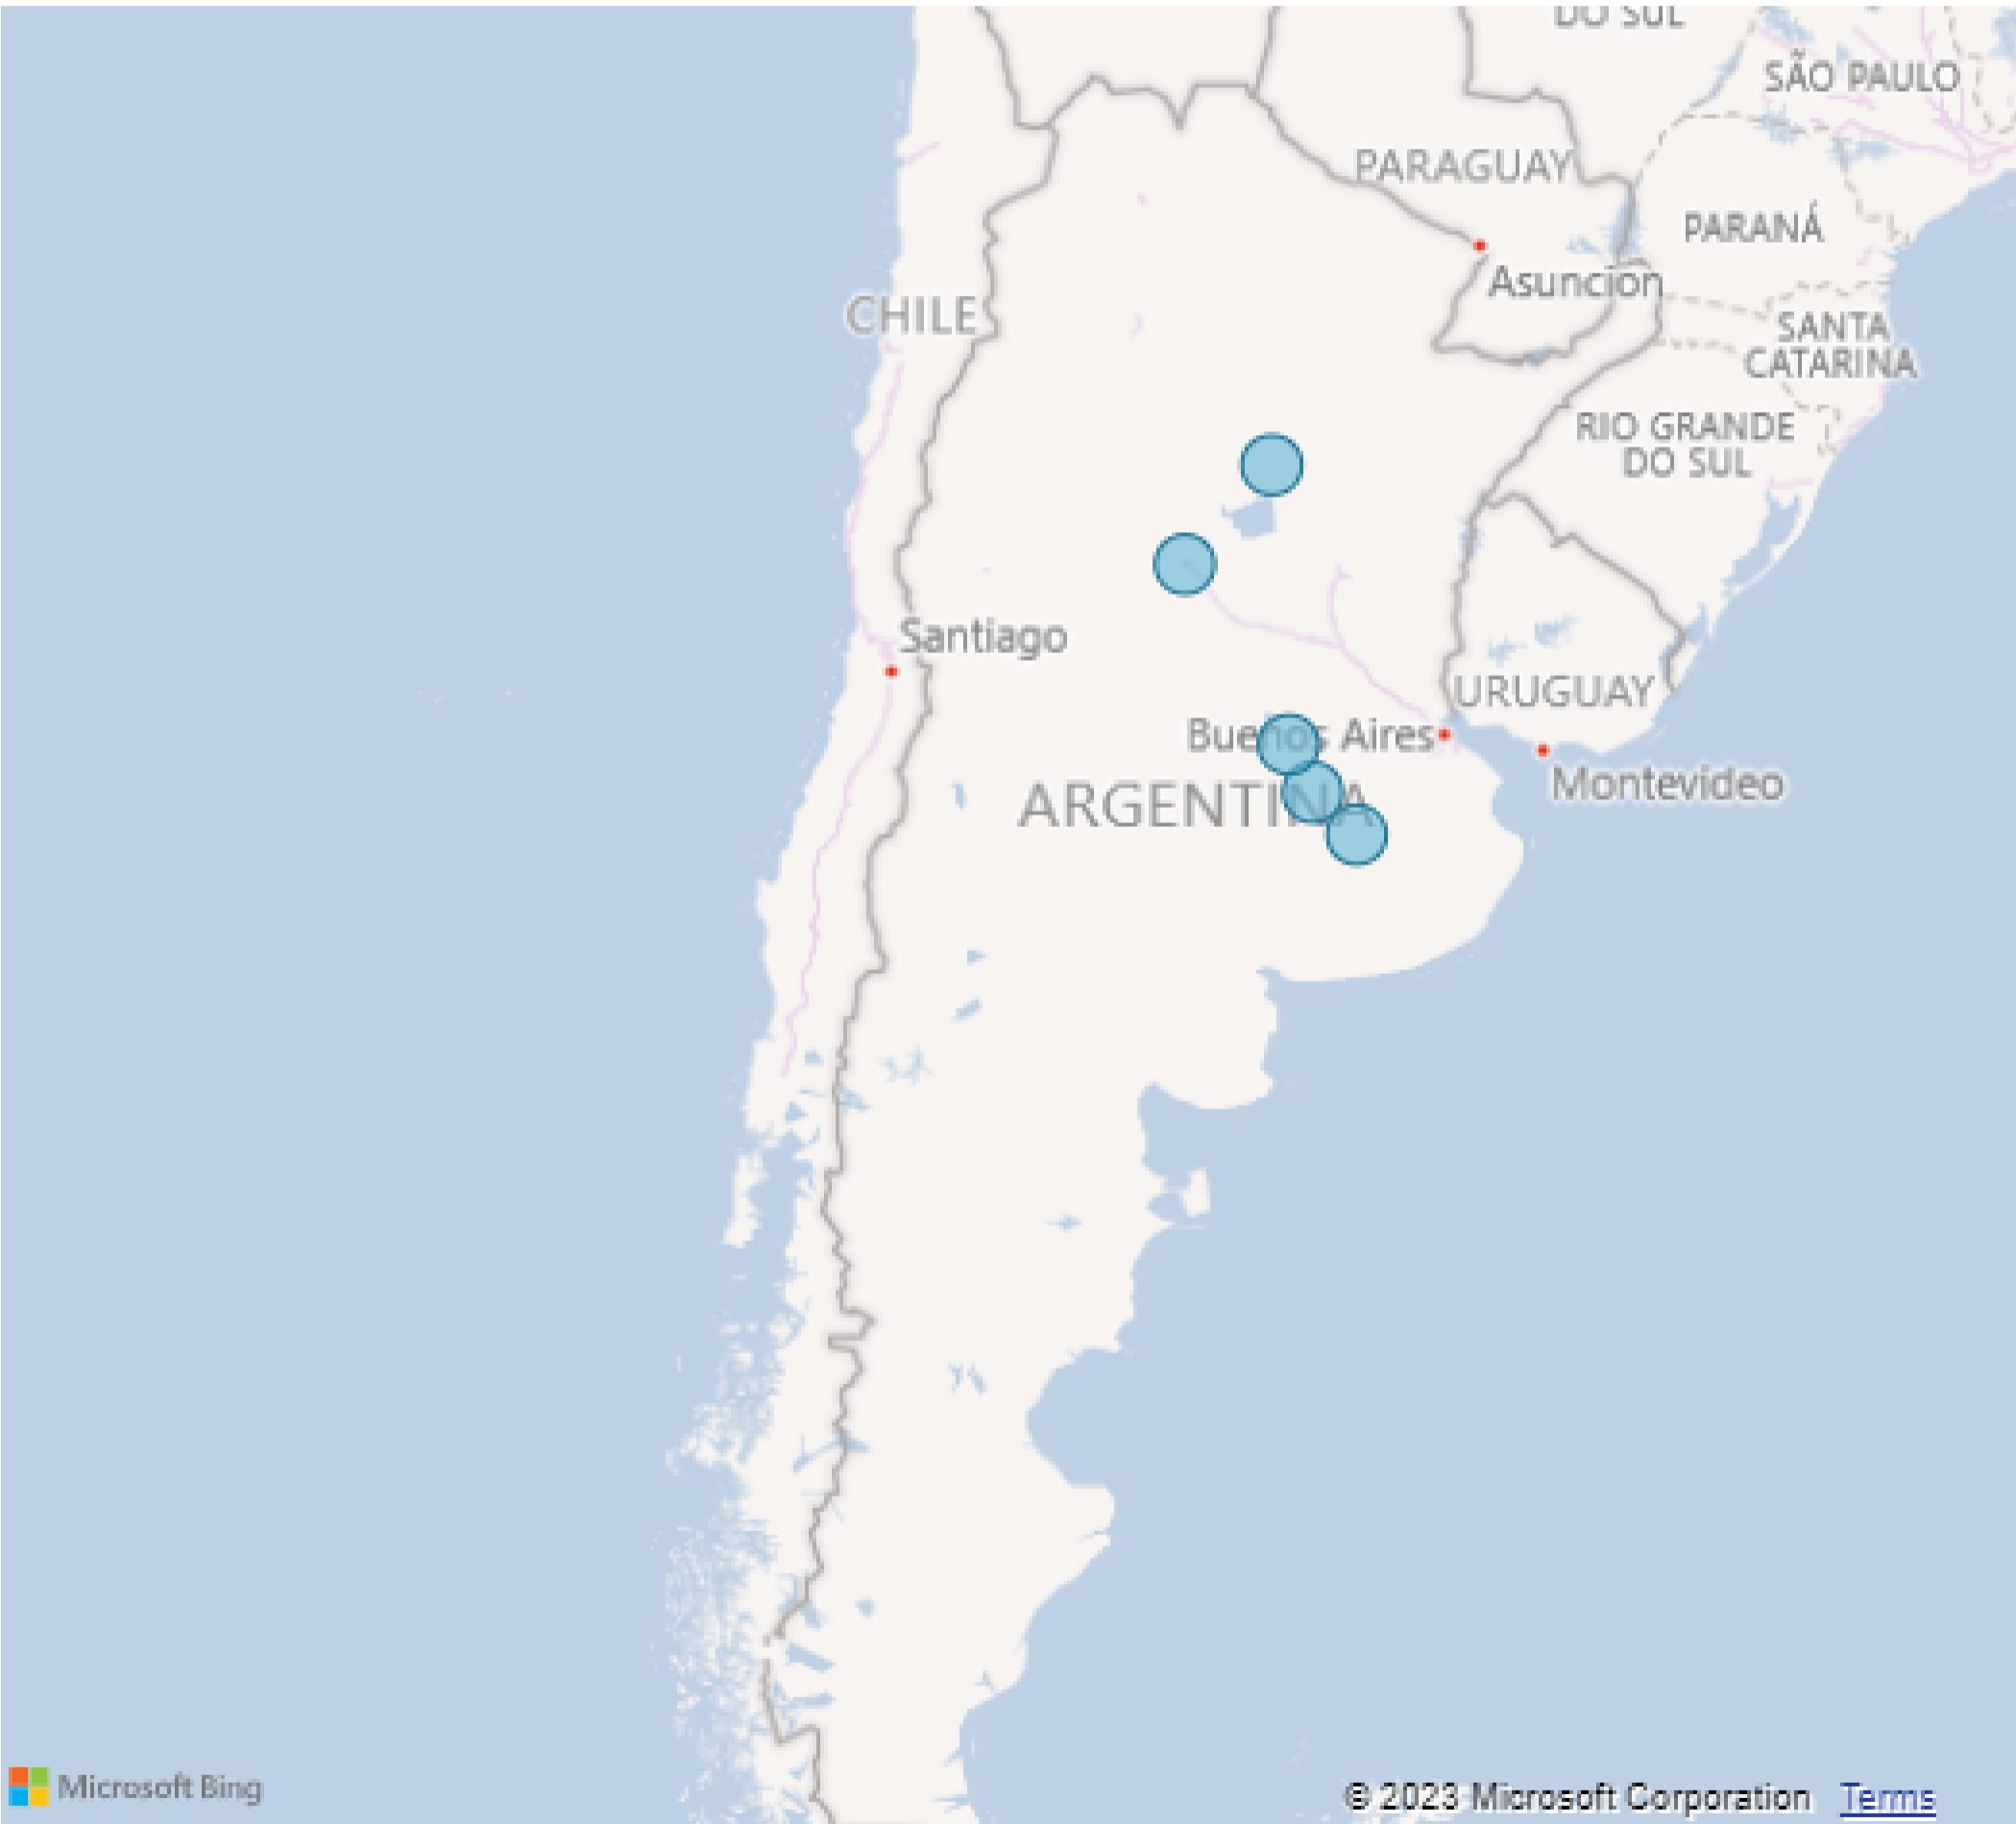 DO SUL
SÃO PAULO
PARAGUAY
PARANÁ
Asuncion
CHILE
SANTA
CATARINA
RIO GRANDE
DO SUL
Santiago
URUGUAY
Buenos Aires
Montevideo
ARGENTINA
Microsoft Bing
© 2023 Microsoft Corporation Terms